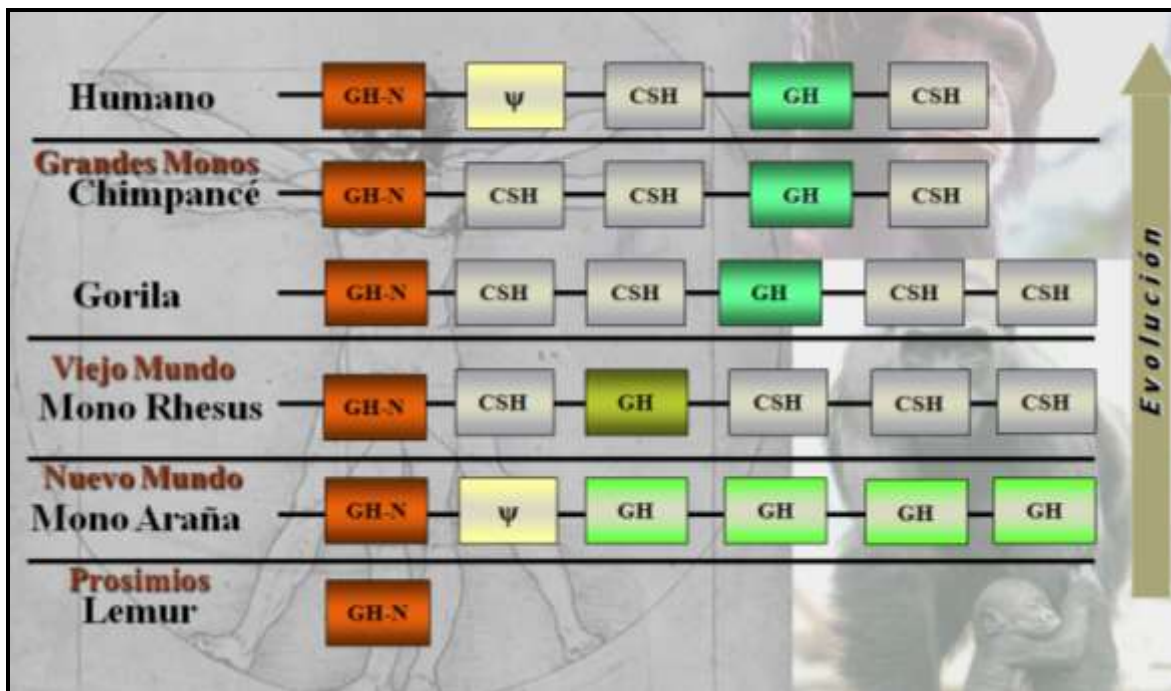 Humano GH-N ψ CSH GH CSH
Grandes Monos
Chimpancé GH-N CSH CSH GH CSH
Gorila GH-N CSH CSH GH CSH CSH
Viejo Mundo
Mono Rhesus GH-N CSH GH CSH CSH CSH
Nuevo Mundo
Mono Araña GH-N ψ GH GH GH GH
Prosimios
Lemur GH-N
Evolución